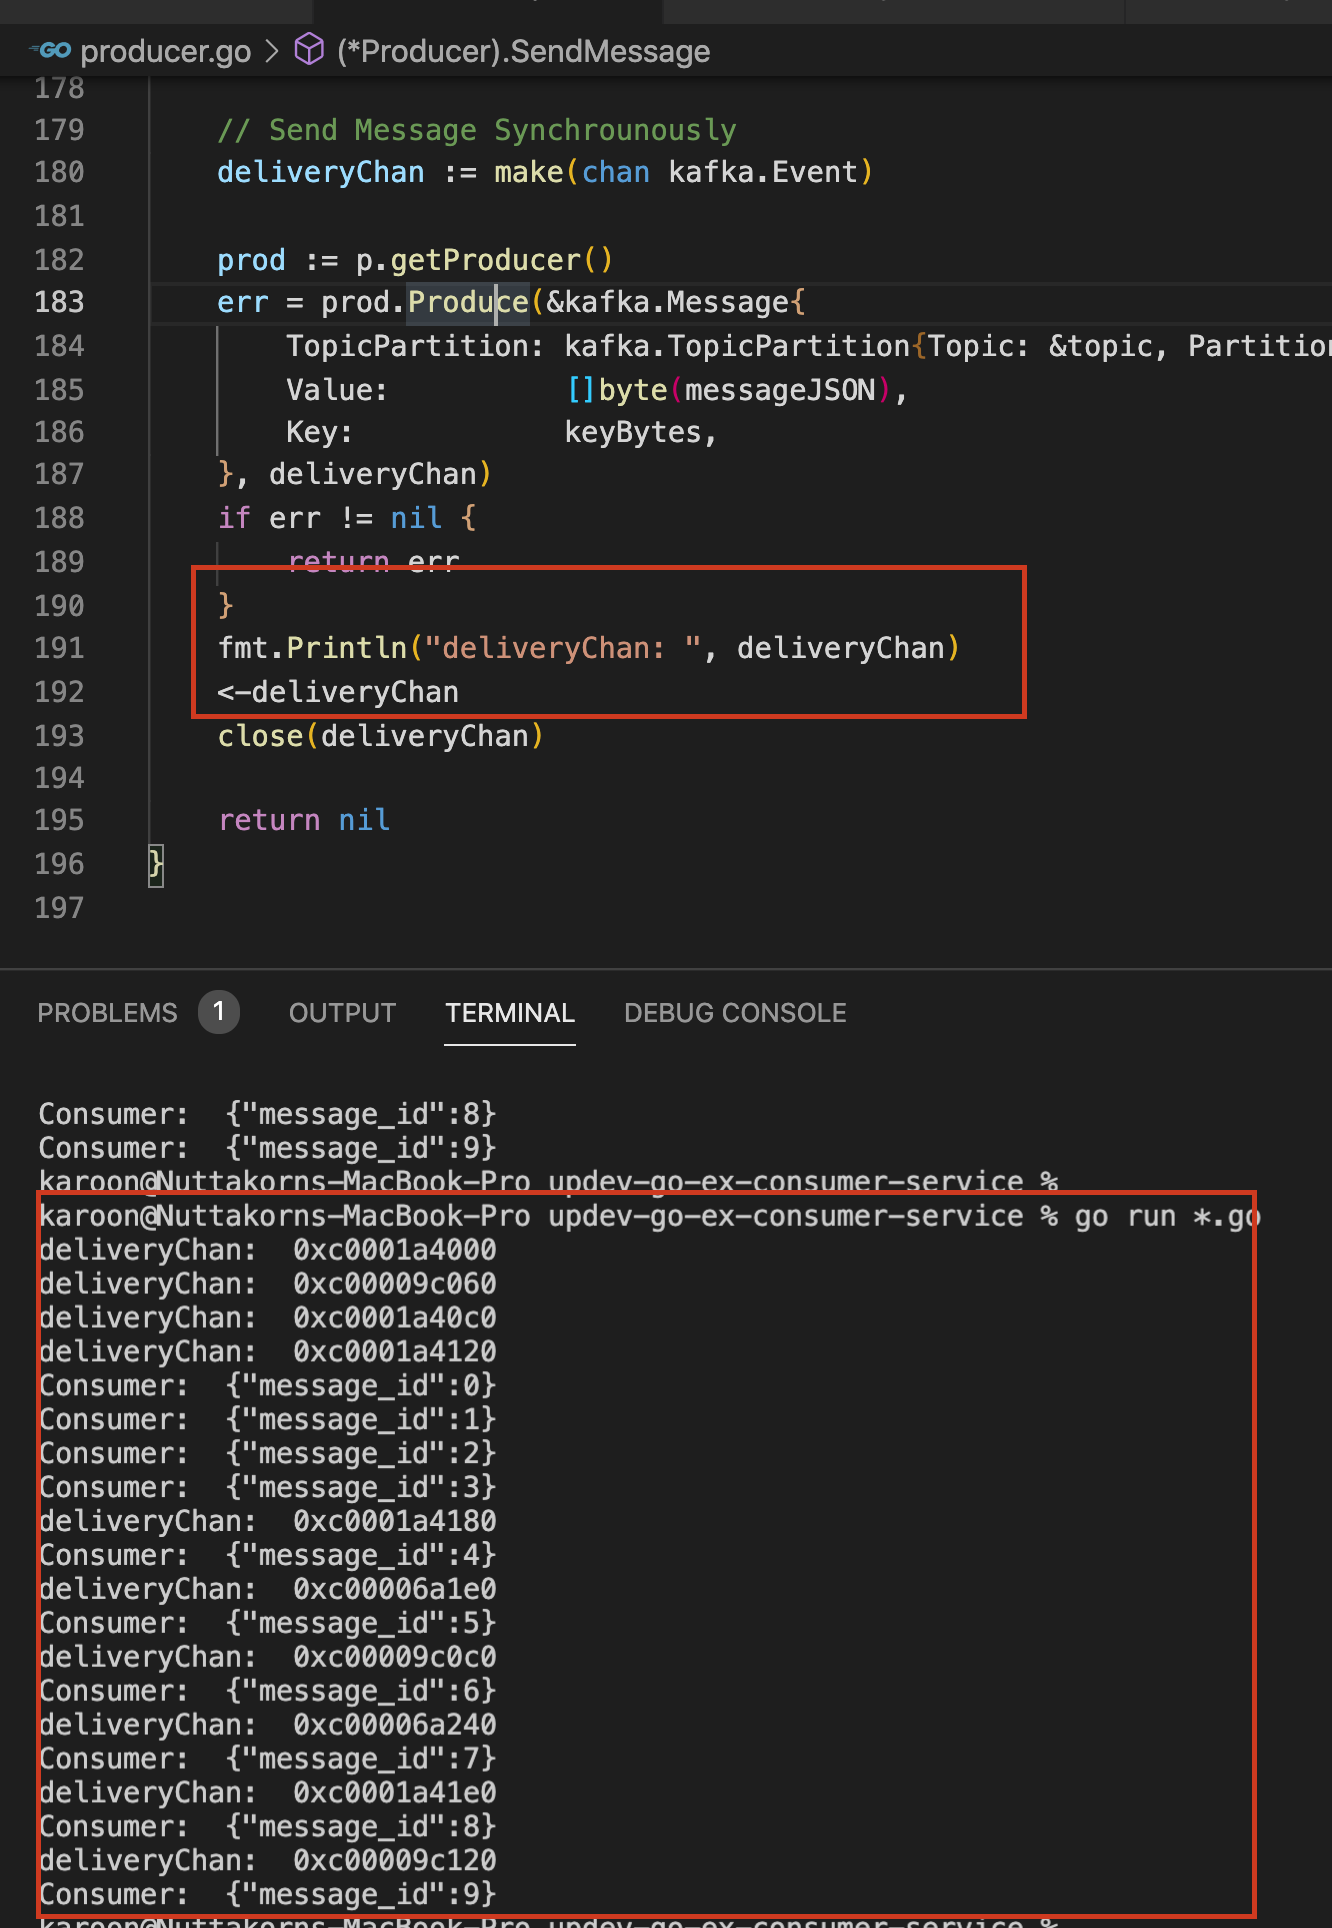 GO producer.go > (*Producer).SendMessage
178
179 // Send Message Synchrounously
180 deliveryChan := make(chan kafka.Event)
181
182 prod := p.getProducer()
183 err = prod.Produce(&kafka.Message{
184 TopicPartition: kafka.TopicPartition{Topic: &topic, Partition
185 Value: []byte(messageJSON),
186 Key: keyBytes,
187 }, deliveryChan)
188 if err != nil {
189 return err
190 }
191 fmt.Println("deliveryChan: ", deliveryChan)
192 <-deliveryChan
193 close(deliveryChan)
194
195 return nil
196 }
197
PROBLEMS 1 OUTPUT TERMINAL DEBUG CONSOLE
Consumer:  {"message_id":8}
Consumer:  {"message_id":9}
karoon@Nuttakorns-MacBook-Pro updev-go-ex-consumer-service %
karoon@Nuttakorns-MacBook-Pro updev-go-ex-consumer-service % go run *.go
deliveryChan:  0xc0001a4000
deliveryChan:  0xc00009c060
deliveryChan:  0xc0001a40c0
deliveryChan:  0xc0001a4120
Consumer:  {"message_id":0}
Consumer:  {"message_id":1}
Consumer:  {"message_id":2}
Consumer:  {"message_id":3}
deliveryChan:  0xc0001a4180
Consumer:  {"message_id":4}
deliveryChan:  0xc00006a1e0
Consumer:  {"message_id":5}
deliveryChan:  0xc00009c0c0
Consumer:  {"message_id":6}
deliveryChan:  0xc00006a240
Consumer:  {"message_id":7}
deliveryChan:  0xc0001a41e0
Consumer:  {"message_id":8}
deliveryChan:  0xc00009c120
Consumer:  {"message_id":9}
karoon@Nuttakorns-MacBook-Pro updev-go-ex-consumer-service %